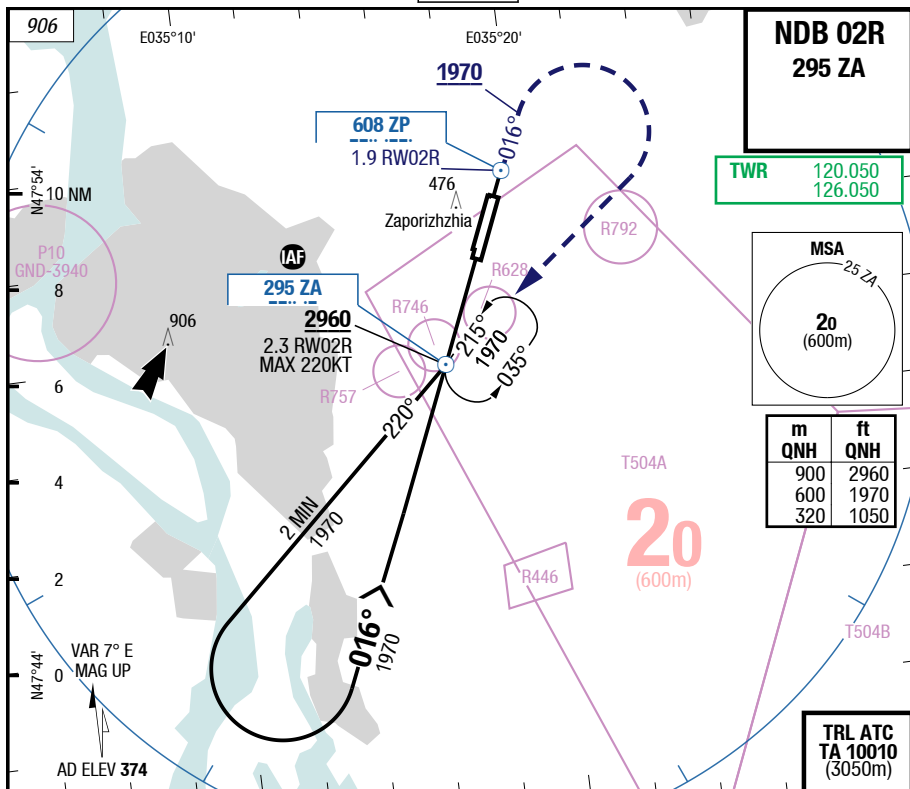 906
E035°10'
E035°20'
NDB 02R
295 ZA
1970
608 ZP
1.9 RW02R
016°
TWR 120.050
126.050
N47°54'
10 NM
476
Zaporizhzhia
R792
P10
GND-3940
IAF
295 ZA
2960
2.3 RW02R
MAX 220KT
R628
R746
R757
215°
1970
035°
MSA
25 ZA
20
(600m)
8
906
6
220°
m ft
QNH QNH
900 2960
600 1970
320 1050
T504A
4
2 MIN
1970
20
(600m)
2
R446
016°
1970
T504B
VAR 7° E
MAG UP
N47°44'
0
AD ELEV 374
TRL ATC
TA 10010
(3050m)